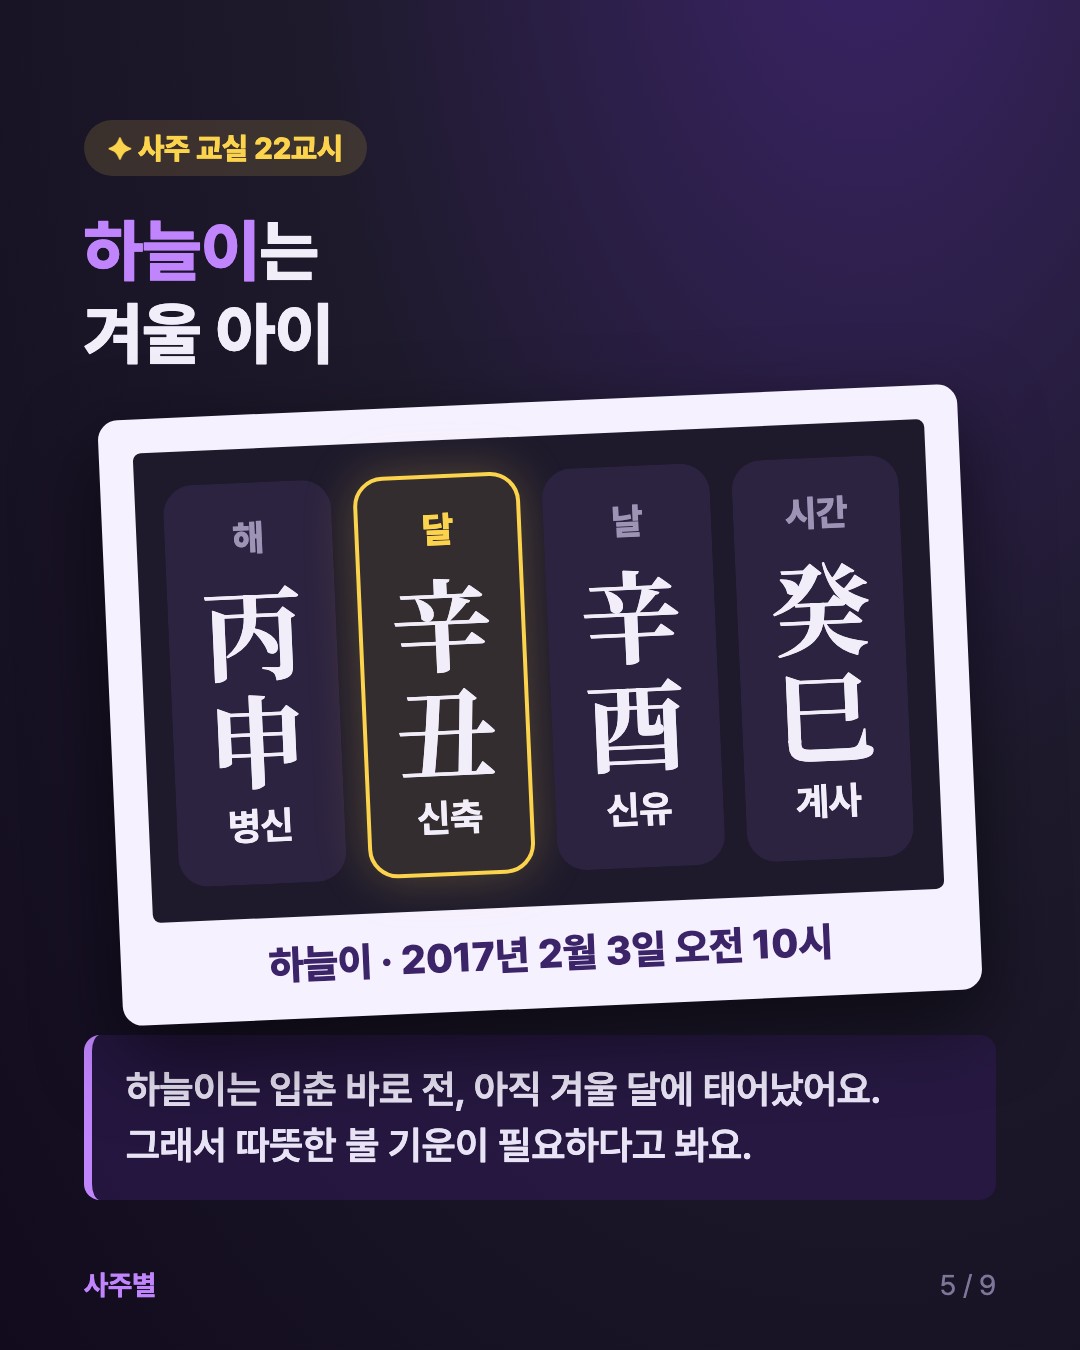 ✦ 사주 교실 22교시
하늘이는
겨울 아이
해 달 날 시간
丙 辛 辛 癸
申 丑 酉 巳
병신 신축 신유 계사
하늘이 · 2017년 2월 3일 오전 10시
하늘이는 입춘 바로 전, 아직 겨울 달에 태어났어요.
그래서 따뜻한 불 기운이 필요하다고 봐요.
사주별
5 / 9